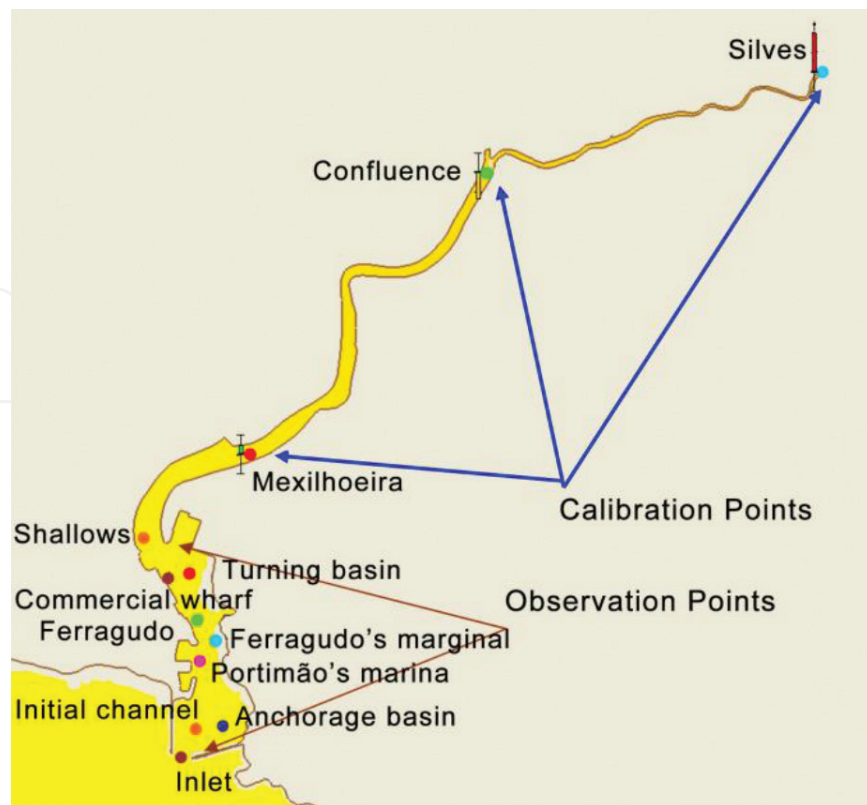 Silves
Confluence
Mexilhoeira
Calibration Points
Shallows
Turning basin
Commercial wharf
Observation Points
Ferragudo
Ferragudo's marginal
Portimão's marina
Initial channel
Anchorage basin
Inlet